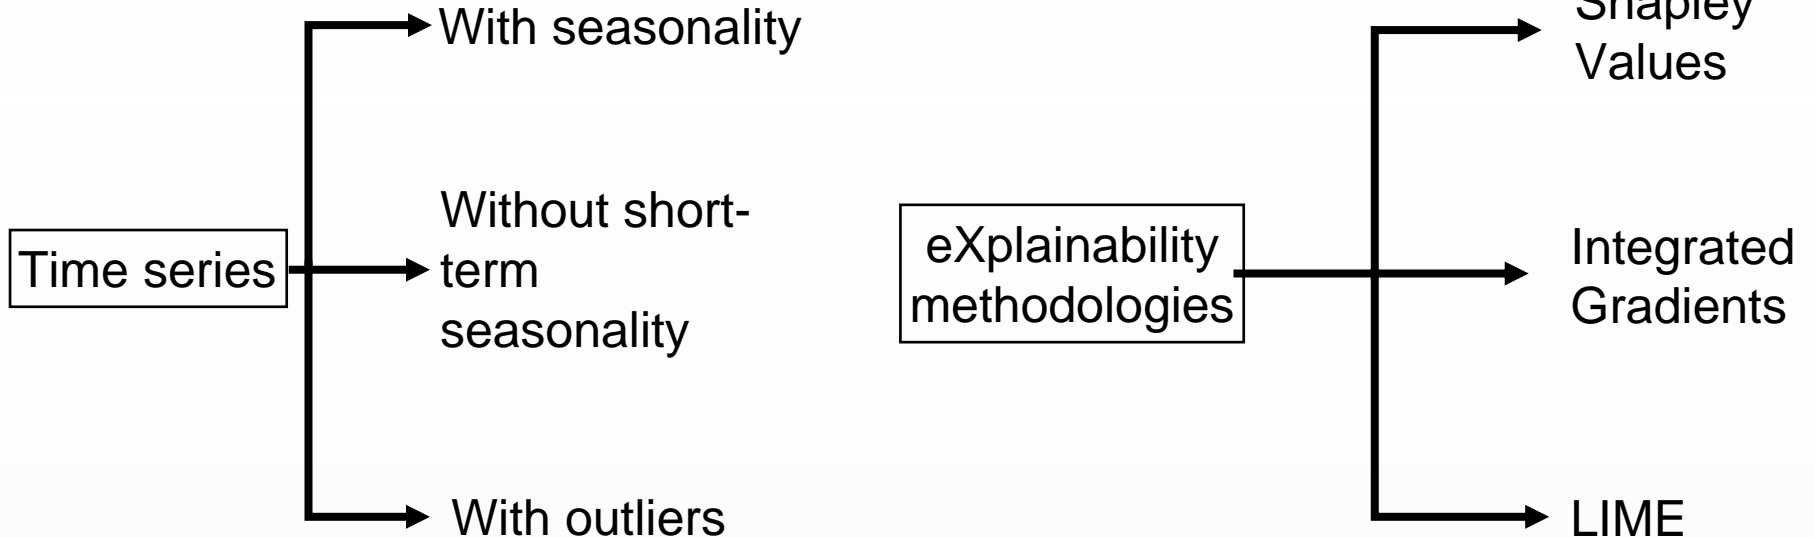 With seasonality
Without short-
term
seasonality
Time series
With outliers
Shapley
Values
eXplainability
methodologies
Integrated
Gradients
LIME